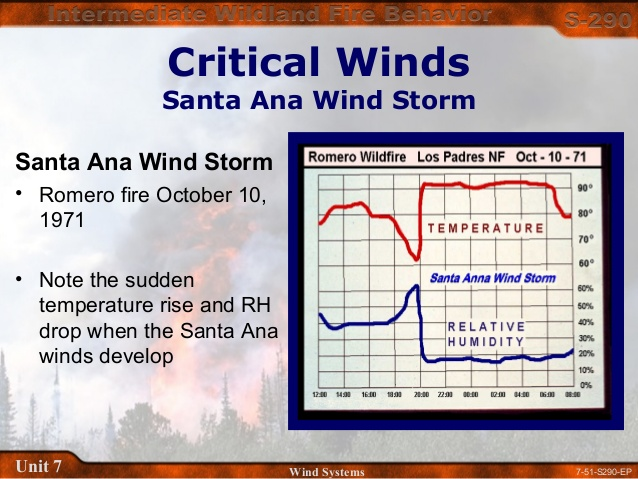 Intermediate Wildland Fire Behavior
S-290
Critical Winds
Santa Ana Wind Storm
Santa Ana Wind Storm
• Romero fire October 10,
1971
• Note the sudden
temperature rise and RH
drop when the Santa Ana
winds develop
Romero Wildfire Los Padres NF Oct - 10 - 71
90°
80°
TEMPERATURE
70°
60°
Santa Anna Wind Storm
60%
50%
RELATIVE
40%
HUMIDITY
30%
20%
10%
0%
12:00 14:00 16:00 18:00 20:00 22:00 00:00 02:00 04:00 06:00 08:00
Unit 7
Wind Systems
7-51-S290-EP